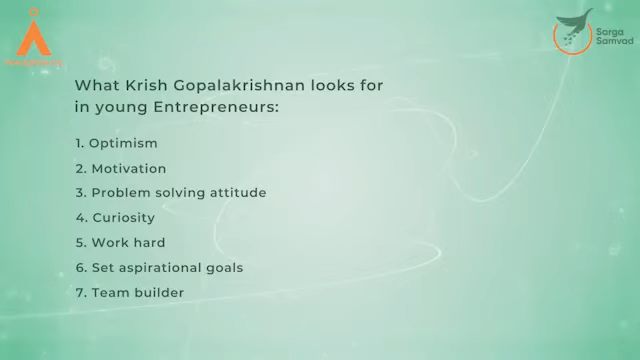 Sarga
Samvad
What Krish Gopalakrishnan looks for
in young Entrepreneurs:
1. Optimism
2. Motivation
3. Problem solving attitude
4. Curiosity
5. Work hard
6. Set aspirational goals
7. Team builder